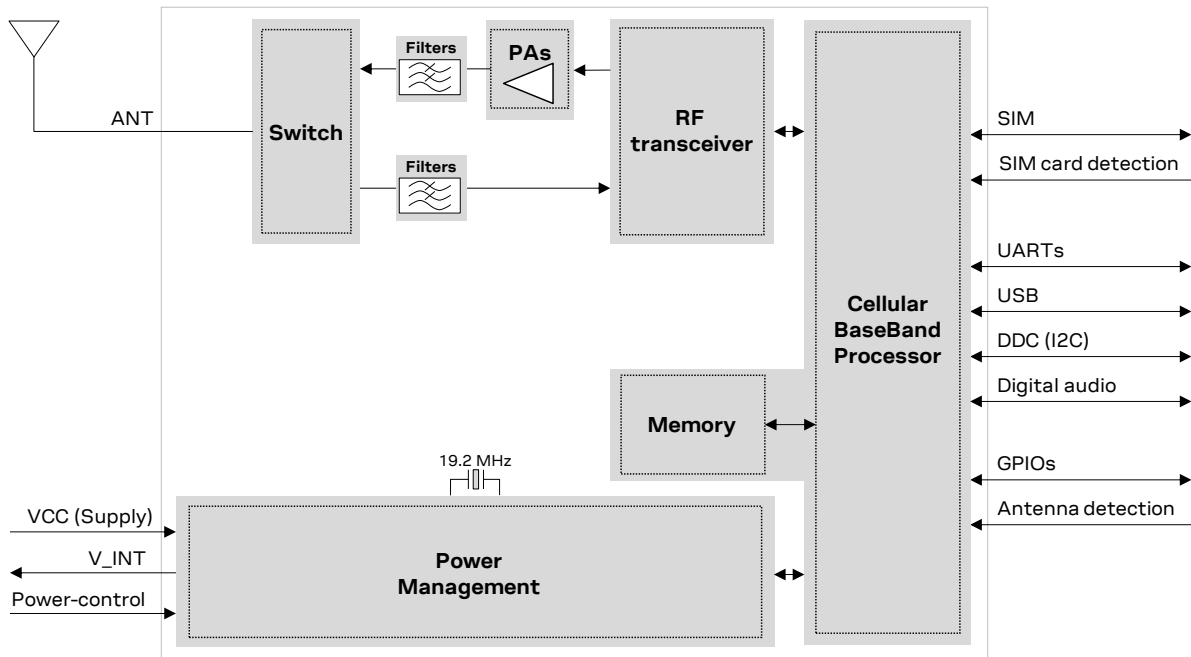 ANT
Switch
Filters
PAs
Filters
RF
transceiver
Cellular
BaseBand
Processor
SIM
SIM card detection
UARTs
USB
DDC (I2C)
Digital audio
GPIOs
Antenna detection
Memory
19.2 MHz
VCC (Supply)
V_INT
Power-control
Power
Management